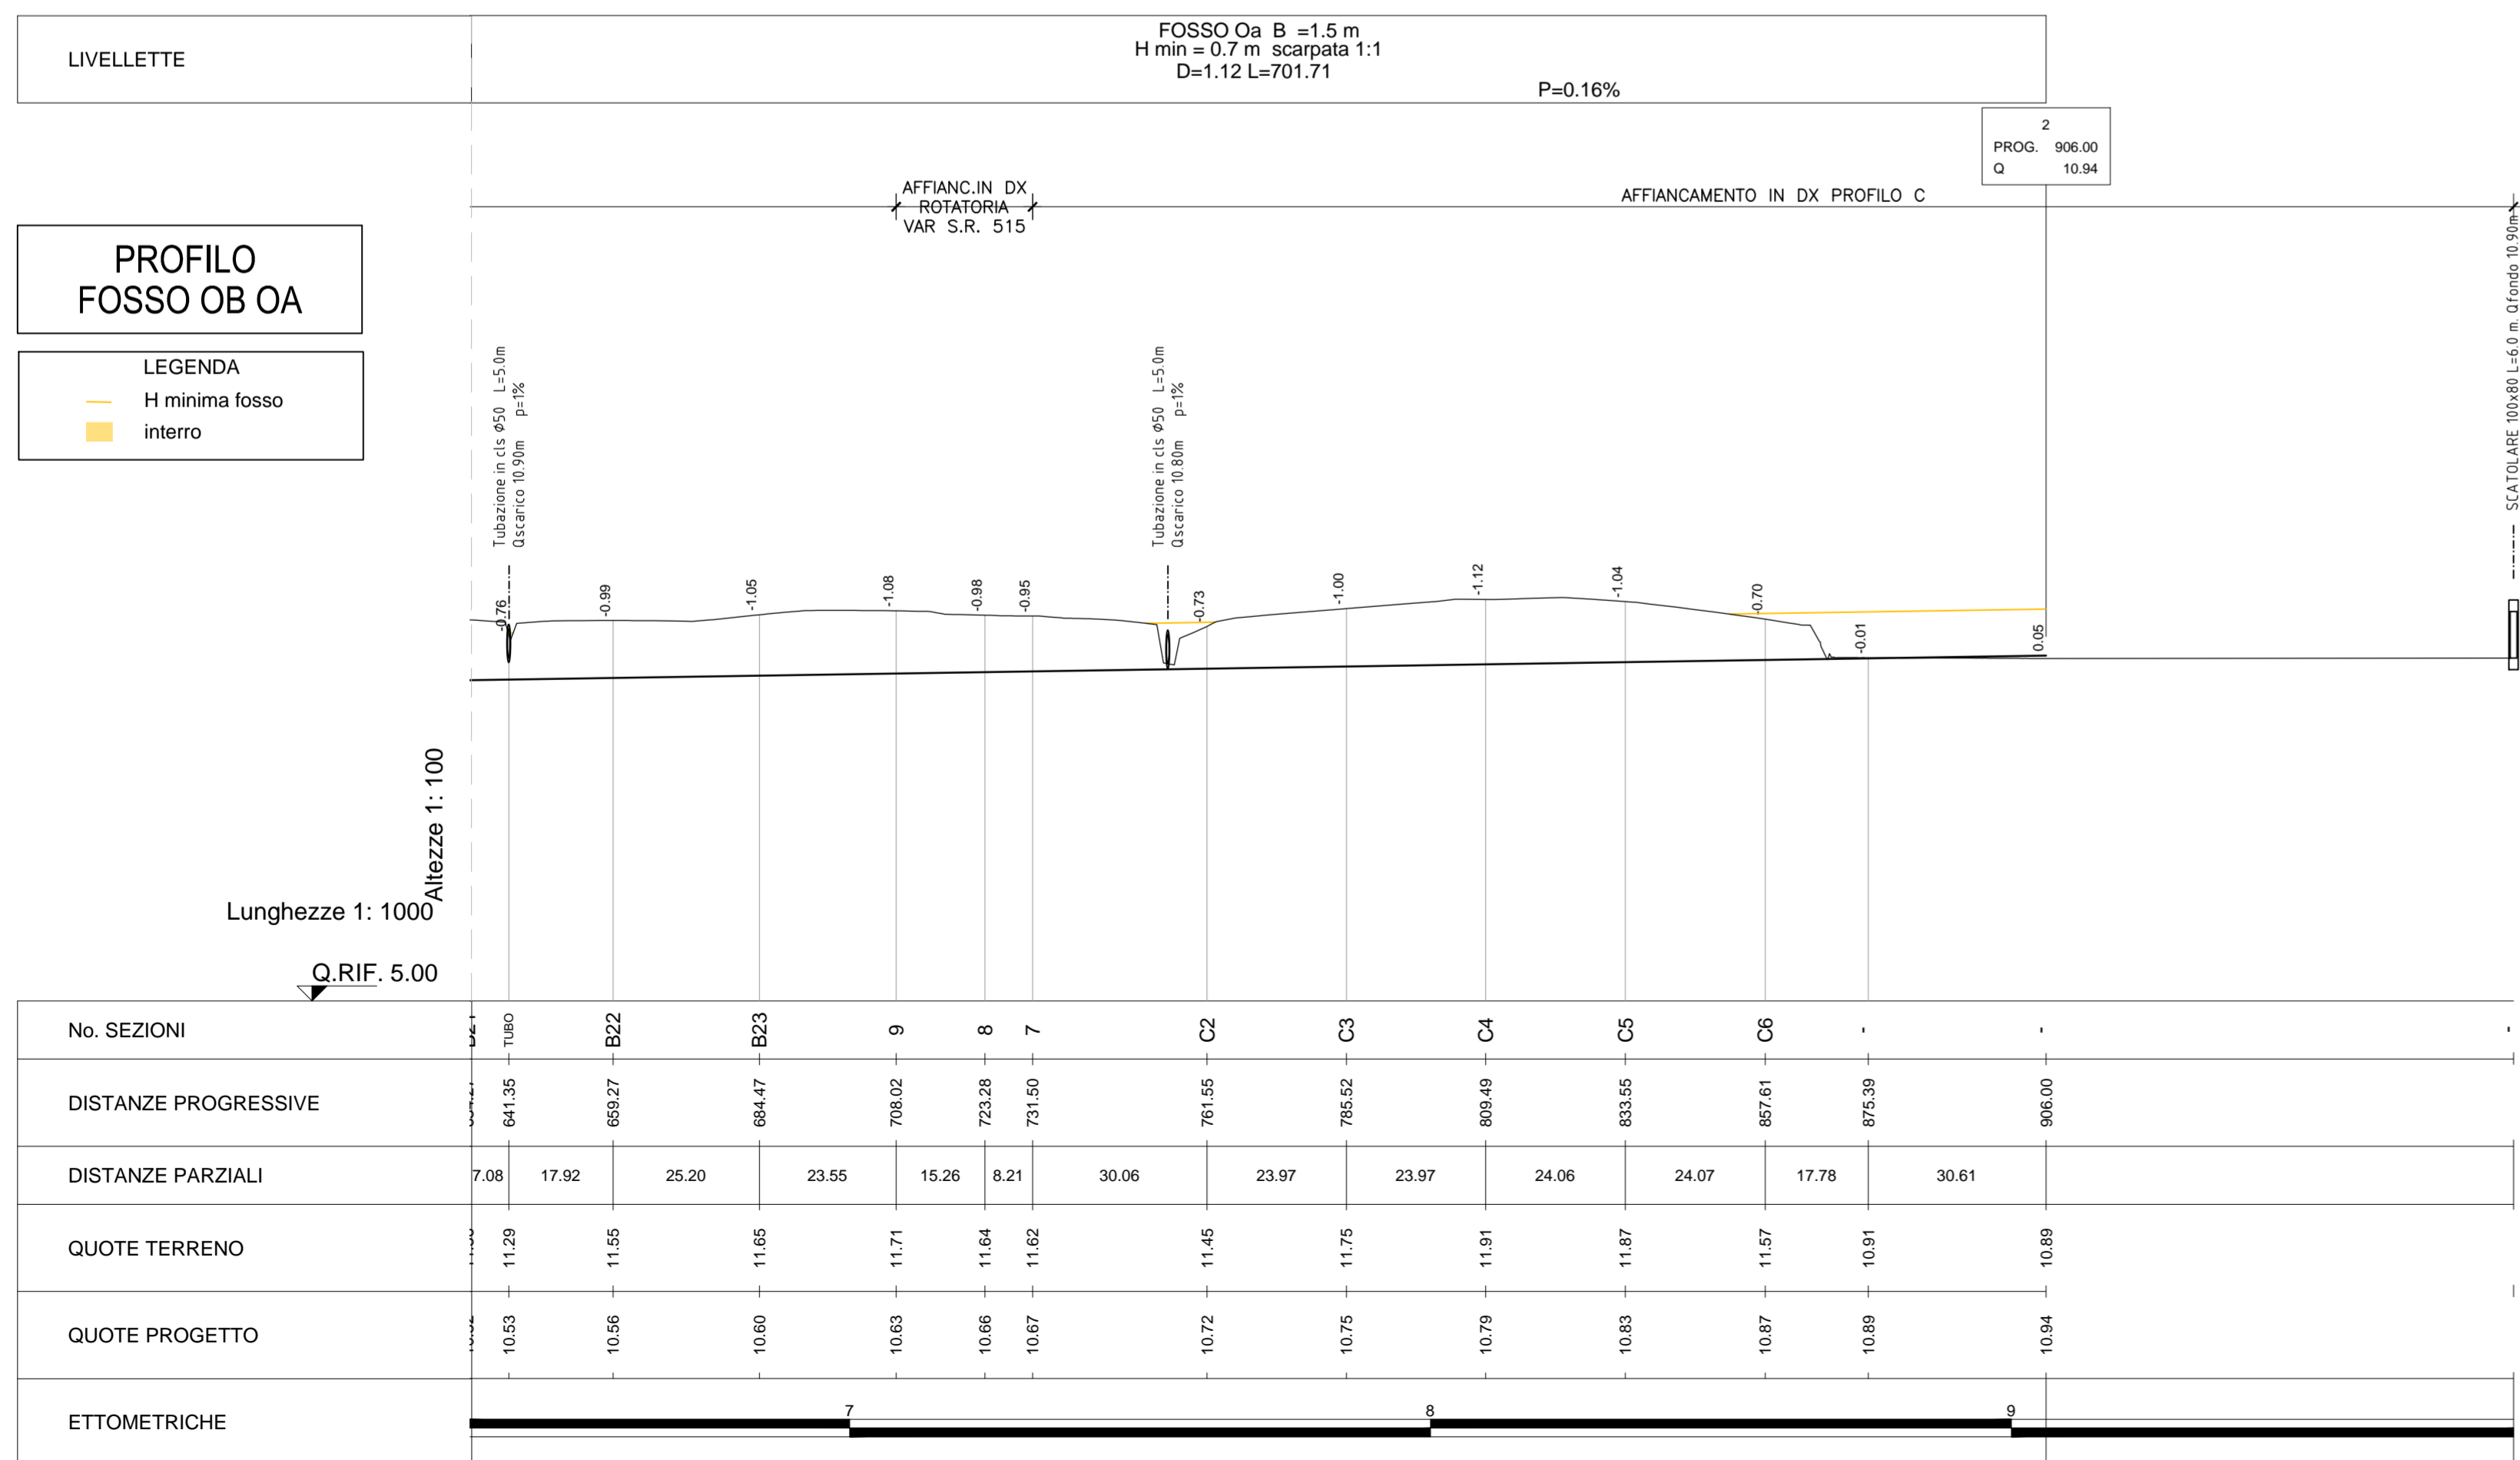 LIVELLETTE
FOSSO Oa B =1.5 m
H min = 0.7 m scarpata 1:1
D=1.12 L=701.71
P=0.16%
2
PROG. 906.00
Q 10.94
AFFIANC.IN DX
ROTATORIA
VAR S.R. 515
AFFIANCAMENTO IN DX PROFILO C
PROFILO
FOSSO OB OA
LEGENDA
H minima fosso
interro
Tubazione in cls Ø50 L=5.0m
Qscarico 10.90m p=1%
Tubazione in cls Ø50 L=5.0m
Qscarico 10.80m p=1%
SCATOLARE 100x80 L=6.0 m. Qfondo 10.90m
-0.76
-0.99
-1.05
-1.08
-0.98
-0.95
-0.73
-1.00
-1.12
-1.04
-0.70
-0.01
0.05
Altezze 1: 100
Lunghezze 1: 1000
Q.RIF. 5.00
No. SEZIONI TUBO B22 B23 9 8 7 C2 C3 C4 C5 C6 - - -
DISTANZE PROGRESSIVE 641.35 659.27 684.47 708.02 723.28 731.50 761.55 785.52 809.49 833.55 857.61 875.39 906.00
DISTANZE PARZIALI 7.08 17.92 25.20 23.55 15.26 8.21 30.06 23.97 23.97 24.06 24.07 17.78 30.61
QUOTE TERRENO 11.29 11.55 11.65 11.71 11.64 11.62 11.45 11.75 11.91 11.87 11.57 10.91 10.89
QUOTE PROGETTO 10.53 10.56 10.60 10.63 10.66 10.67 10.72 10.75 10.79 10.83 10.87 10.89 10.94
ETTOMETRICHE 7 8 9